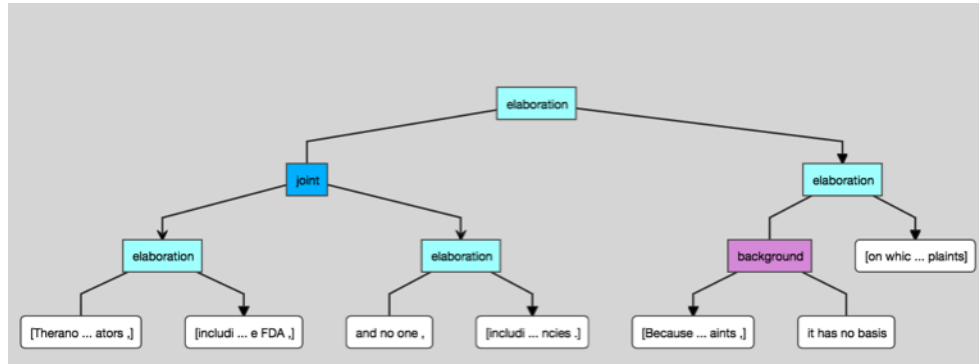 elaboration
joint
elaboration
elaboration
elaboration
background
[on whic ... plaints]
[Therano ... ators ,]
[includi ... e FDA ,]
and no one ,
[includi ... ncies .]
[Because ... aints ,]
it has no basis